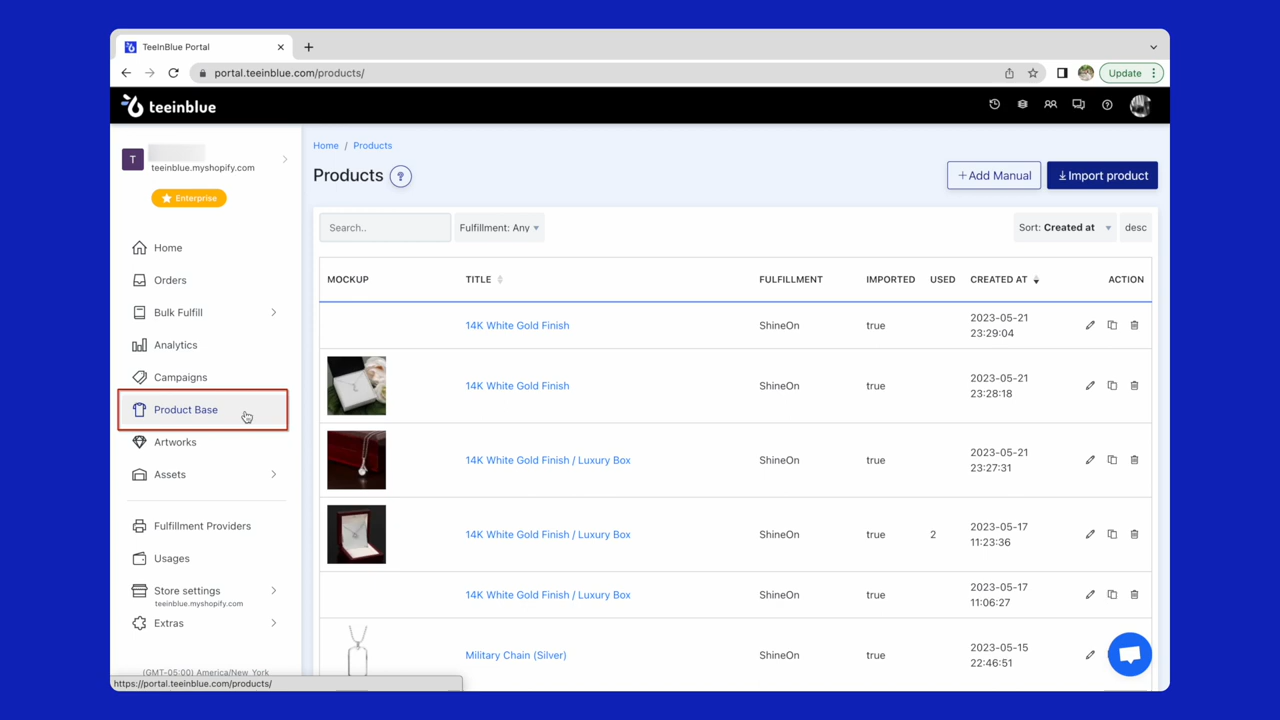 TeeInBlue Portal
portal.teeinblue.com/products/
Update
teeinblue
T
teeinblue.myshopify.com
Enterprise
Home
Orders
Bulk Fulfill
Analytics
Campaigns
Product Base
Artworks
Assets
Fulfillment Providers
Usages
Store settings
teeinblue.myshopify.com
Extras
(GMT-05:00) America/New_York
https://portal.teeinblue.com/products/
Home / Products
Products ?
+Add Manual
Import product
Search..
Fulfillment: Any
Sort: Created at
desc
MOCKUP TITLE FULFILLMENT IMPORTED USED CREATED AT ACTION
14K White Gold Finish ShineOn true 2023-05-21
23:29:04
14K White Gold Finish ShineOn true 2023-05-21
23:28:18
14K White Gold Finish / Luxury Box ShineOn true 2023-05-21
23:27:31
14K White Gold Finish / Luxury Box ShineOn true 2 2023-05-17
11:23:36
14K White Gold Finish / Luxury Box ShineOn true 2023-05-17
11:06:27
Military Chain (Silver) ShineOn true 2023-05-15
22:46:51